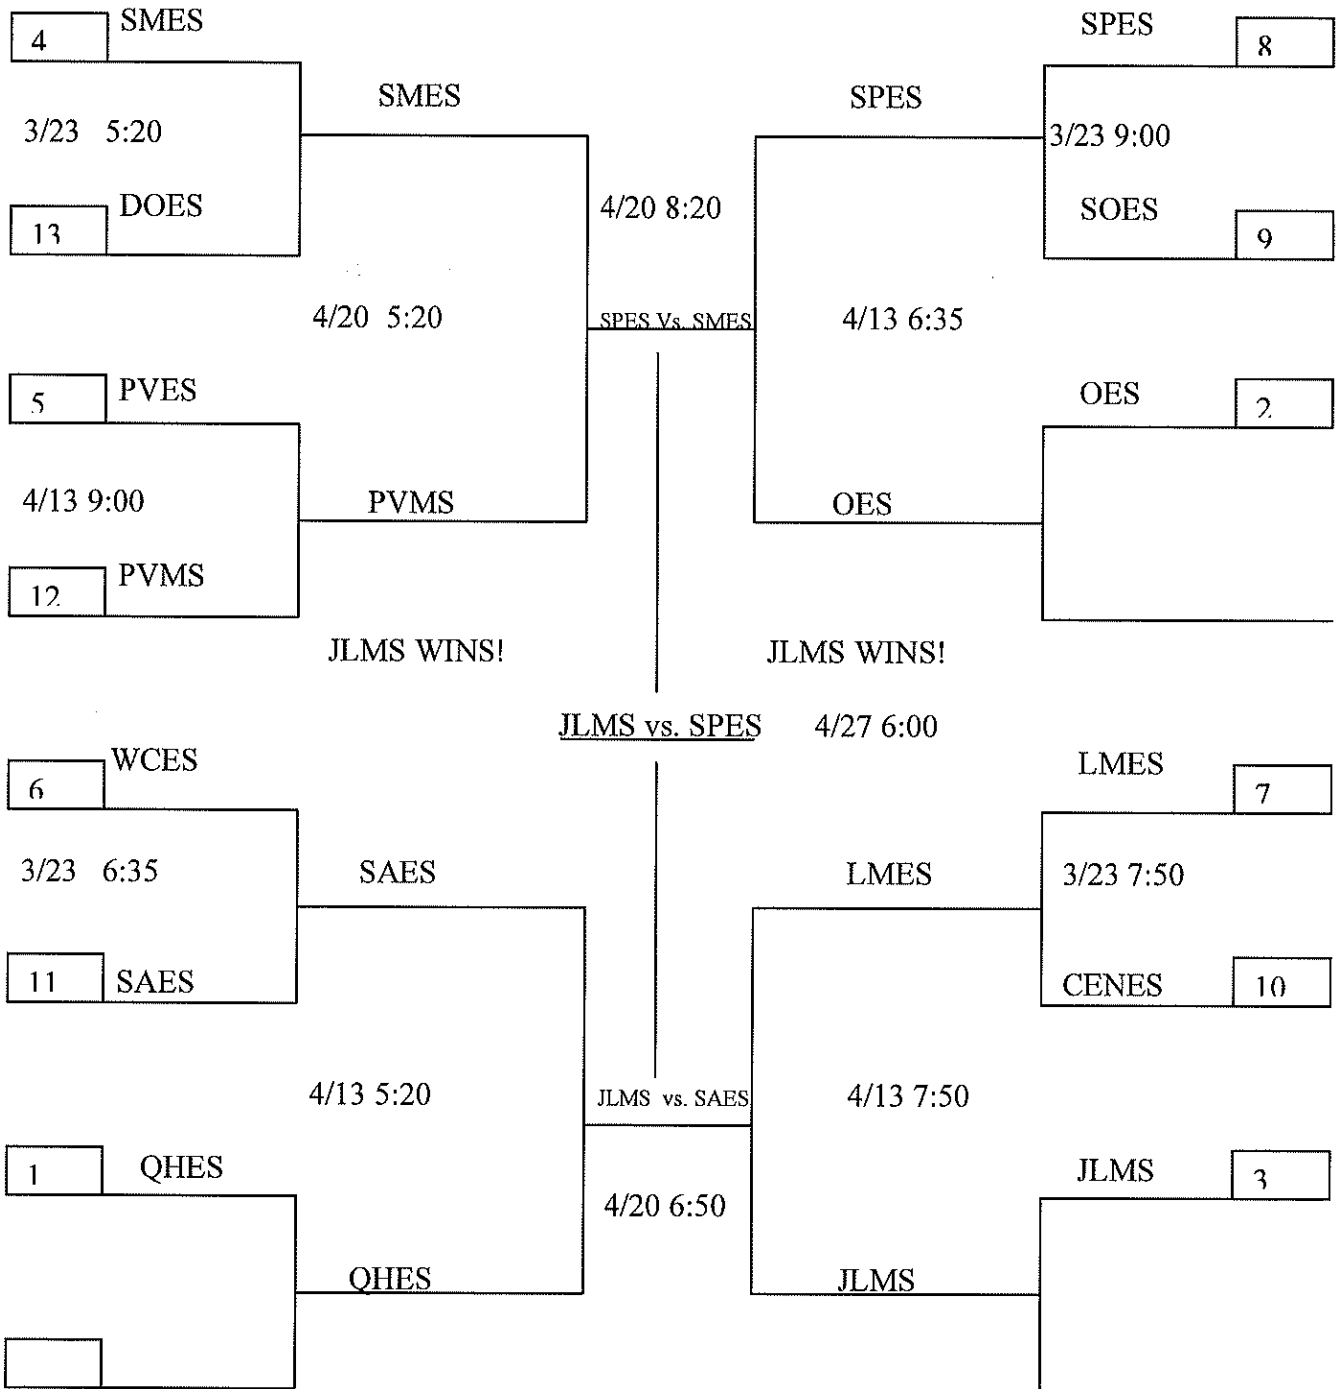 4 SMES
SPES 8
SMES
SPES
3/23 5:20
3/23 9:00
13 DOES
4/20 8:20
SOES 9
4/20 5:20
SPES Vs. SMES
4/13 6:35
5 PVES
OES 2
4/13 9:00
PVMS
OES
12 PVMS
JLMS WINS!
JLMS WINS!
JLMS vs. SPES 4/27 6:00
6 WCES
LMES 7
3/23 6:35
SAES
LMES
3/23 7:50
11 SAES
CENES 10
4/13 5:20
JLMS vs. SAES
4/13 7:50
1 QHES
JLMS 3
4/20 6:50
QHES
JLMS